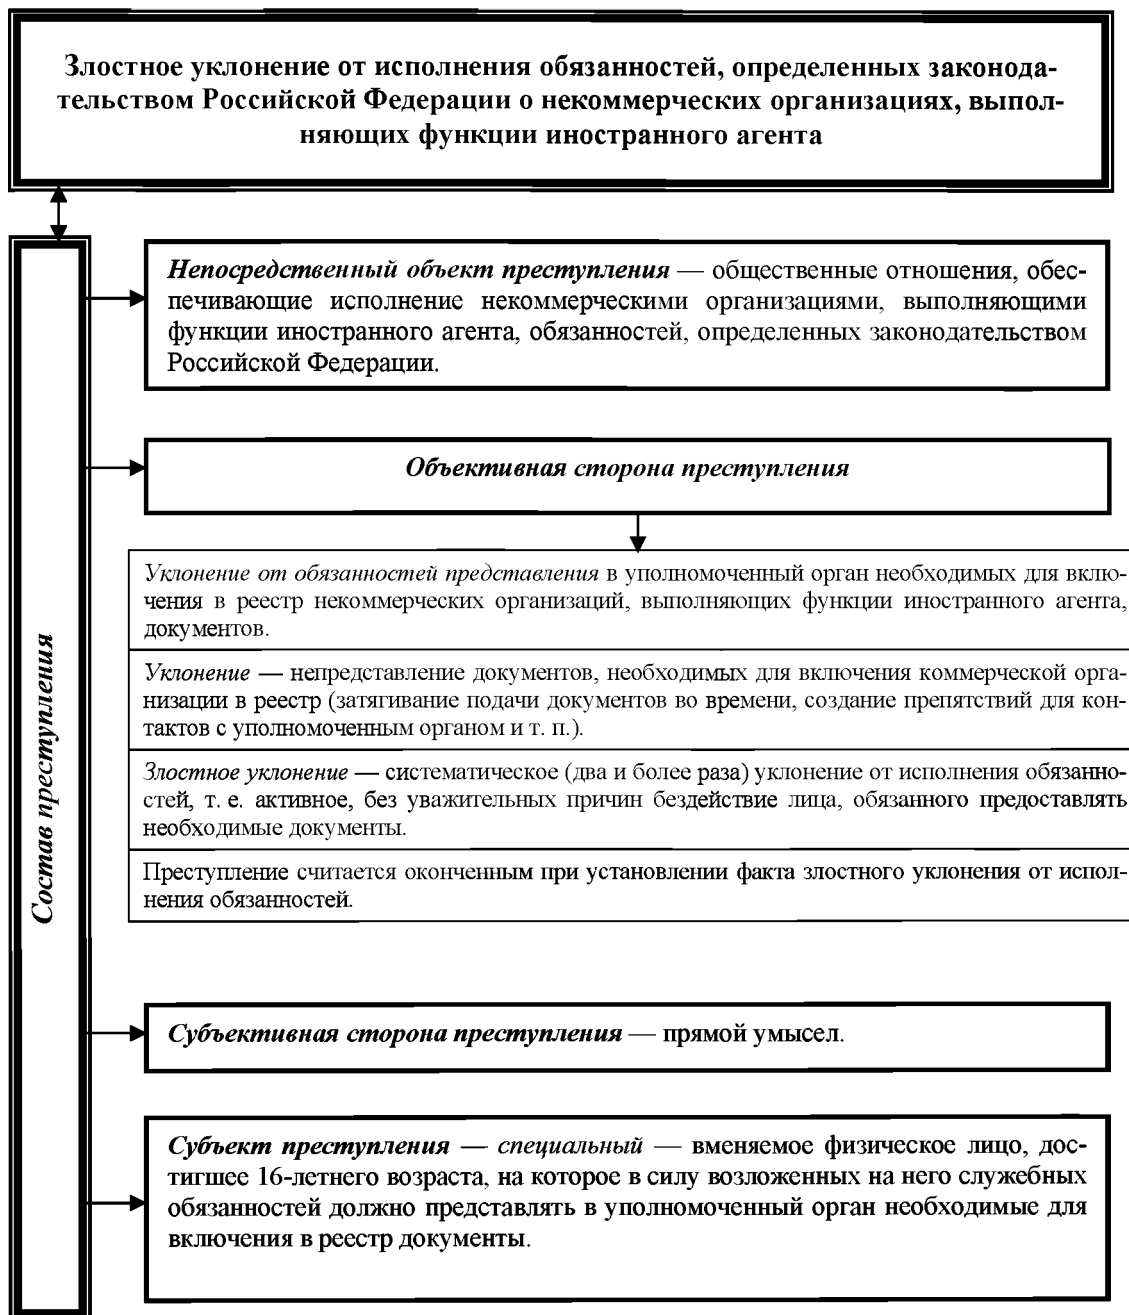 Злостное уклонение от исполнения обязанностей, определенных законода-
тельством Российской Федерации о некоммерческих организациях, выпол-
няющих функции иностранного агента
Состав преступления
Непосредственный объект преступления — общественные отношения, обес-
печивающие исполнение некоммерческими организациями, выполняющими
функции иностранного агента, обязанностей, определенных законодательством
Российской Федерации.
Объективная сторона преступления
Уклонение от обязанностей представления в уполномоченный орган необходимых для вклю-
чения в реестр некоммерческих организаций, выполняющих функции иностранного агента,
документов.
Уклонение — непредставление документов, необходимых для включения коммерческой орга-
низации в реестр (затягивание подачи документов во времени, создание препятствий для кон-
тактов с уполномоченным органом и т. п.).
Злостное уклонение — систематическое (два и более раза) уклонение от исполнения обязанно-
стей, т. е. активное, без уважительных причин бездействие лица, обязанного предоставлять
необходимые документы.
Преступление считается оконченным при установлении факта злостного уклонения от испол-
нения обязанностей.
Субъективная сторона преступления — прямой умысел.
Субъект преступления — специальный — вменяемое физическое лицо, дос-
тигшее 16-летнего возраста, на которое в силу возложенных на него служебных
обязанностей должно представлять в уполномоченный орган необходимые для
включения в реестр документы.